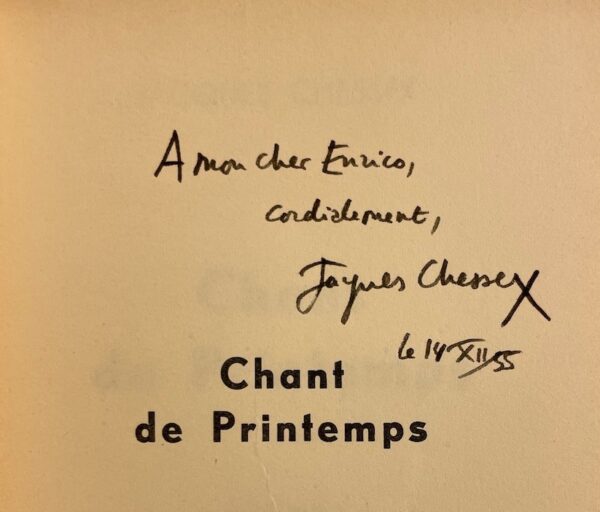 A mon cher Enrico,
cordialement,
Jacques Chessex
le 14 XII/55
Chant
de Printemps